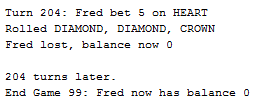 Turn 204: Fred bet 5 on HEART
Rolled DIAMOND, DIAMOND, CROWN
Fred lost, balance now 0
204 turns later.
End Game 99: Fred now has balance 0